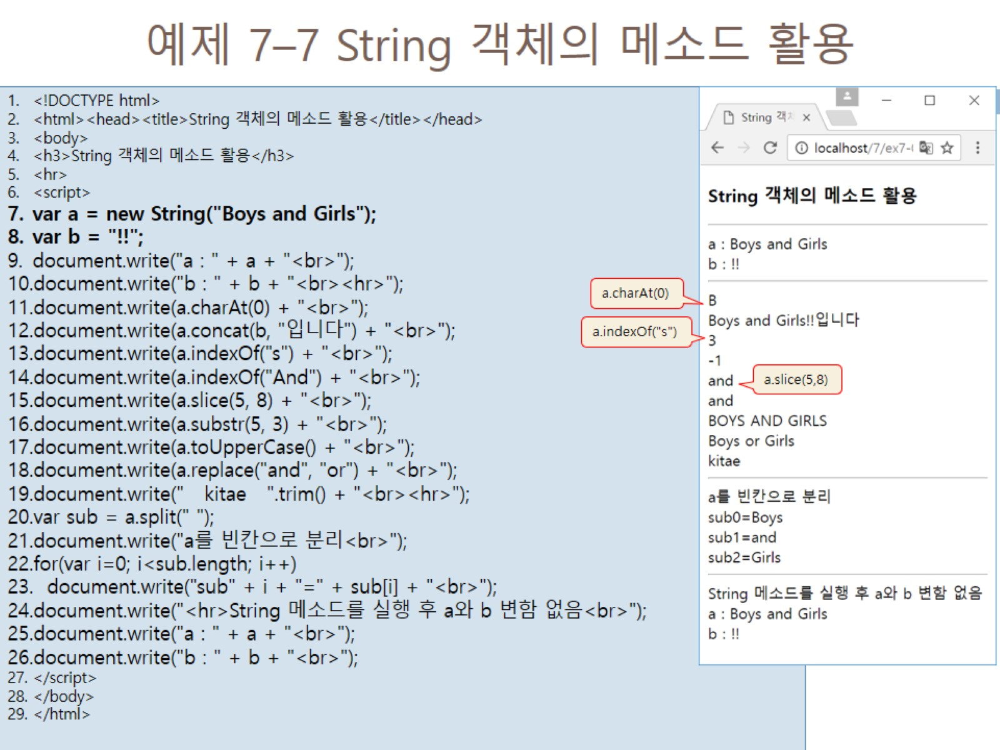 예제 7–7 String 객체의 메소드 활용
1. <!DOCTYPE html>
2. <html><head><title>String 객체의 메소드 활용</title></head>
3. <body>
4. <h3>String 객체의 메소드 활용</h3>
5. <hr>
6. <script>
7. var a = new String("Boys and Girls");
8. var b = "!!";
9. document.write("a : " + a + "<br>");
10.document.write("b : " + b + "<br><hr>");
11.document.write(a.charAt(0) + "<br>");
12.document.write(a.concat(b, "입니다") + "<br>");
13.document.write(a.indexOf("s") + "<br>");
14.document.write(a.indexOf("And") + "<br>");
15.document.write(a.slice(5, 8) + "<br>");
16.document.write(a.substr(5, 3) + "<br>");
17.document.write(a.toUpperCase() + "<br>");
18.document.write(a.replace("and", "or") + "<br>");
19.document.write("   kitae   ".trim() + "<br><hr>");
20.var sub = a.split(" ");
21.document.write("a를 빈칸으로 분리<br>");
22.for(var i=0; i<sub.length; i++)
23.  document.write("sub" + i + "=" + sub[i] + "<br>");
24.document.write("<hr>String 메소드를 실행 후 a와 b 변함 없음<br>");
25.document.write("a : " + a + "<br>");
26.document.write("b : " + b + "<br>");
27. </script>
28. </body>
29. </html>
String 객
localhost/7/ex7-
String 객체의 메소드 활용
a : Boys and Girls
b : !!
a.charAt(0)
B
Boys and Girls!!입니다
a.indexOf("s")
3
-1
and
a.slice(5,8)
and
BOYS AND GIRLS
Boys or Girls
kitae
a를 빈칸으로 분리
sub0=Boys
sub1=and
sub2=Girls
String 메소드를 실행 후 a와 b 변함 없음
a : Boys and Girls
b : !!